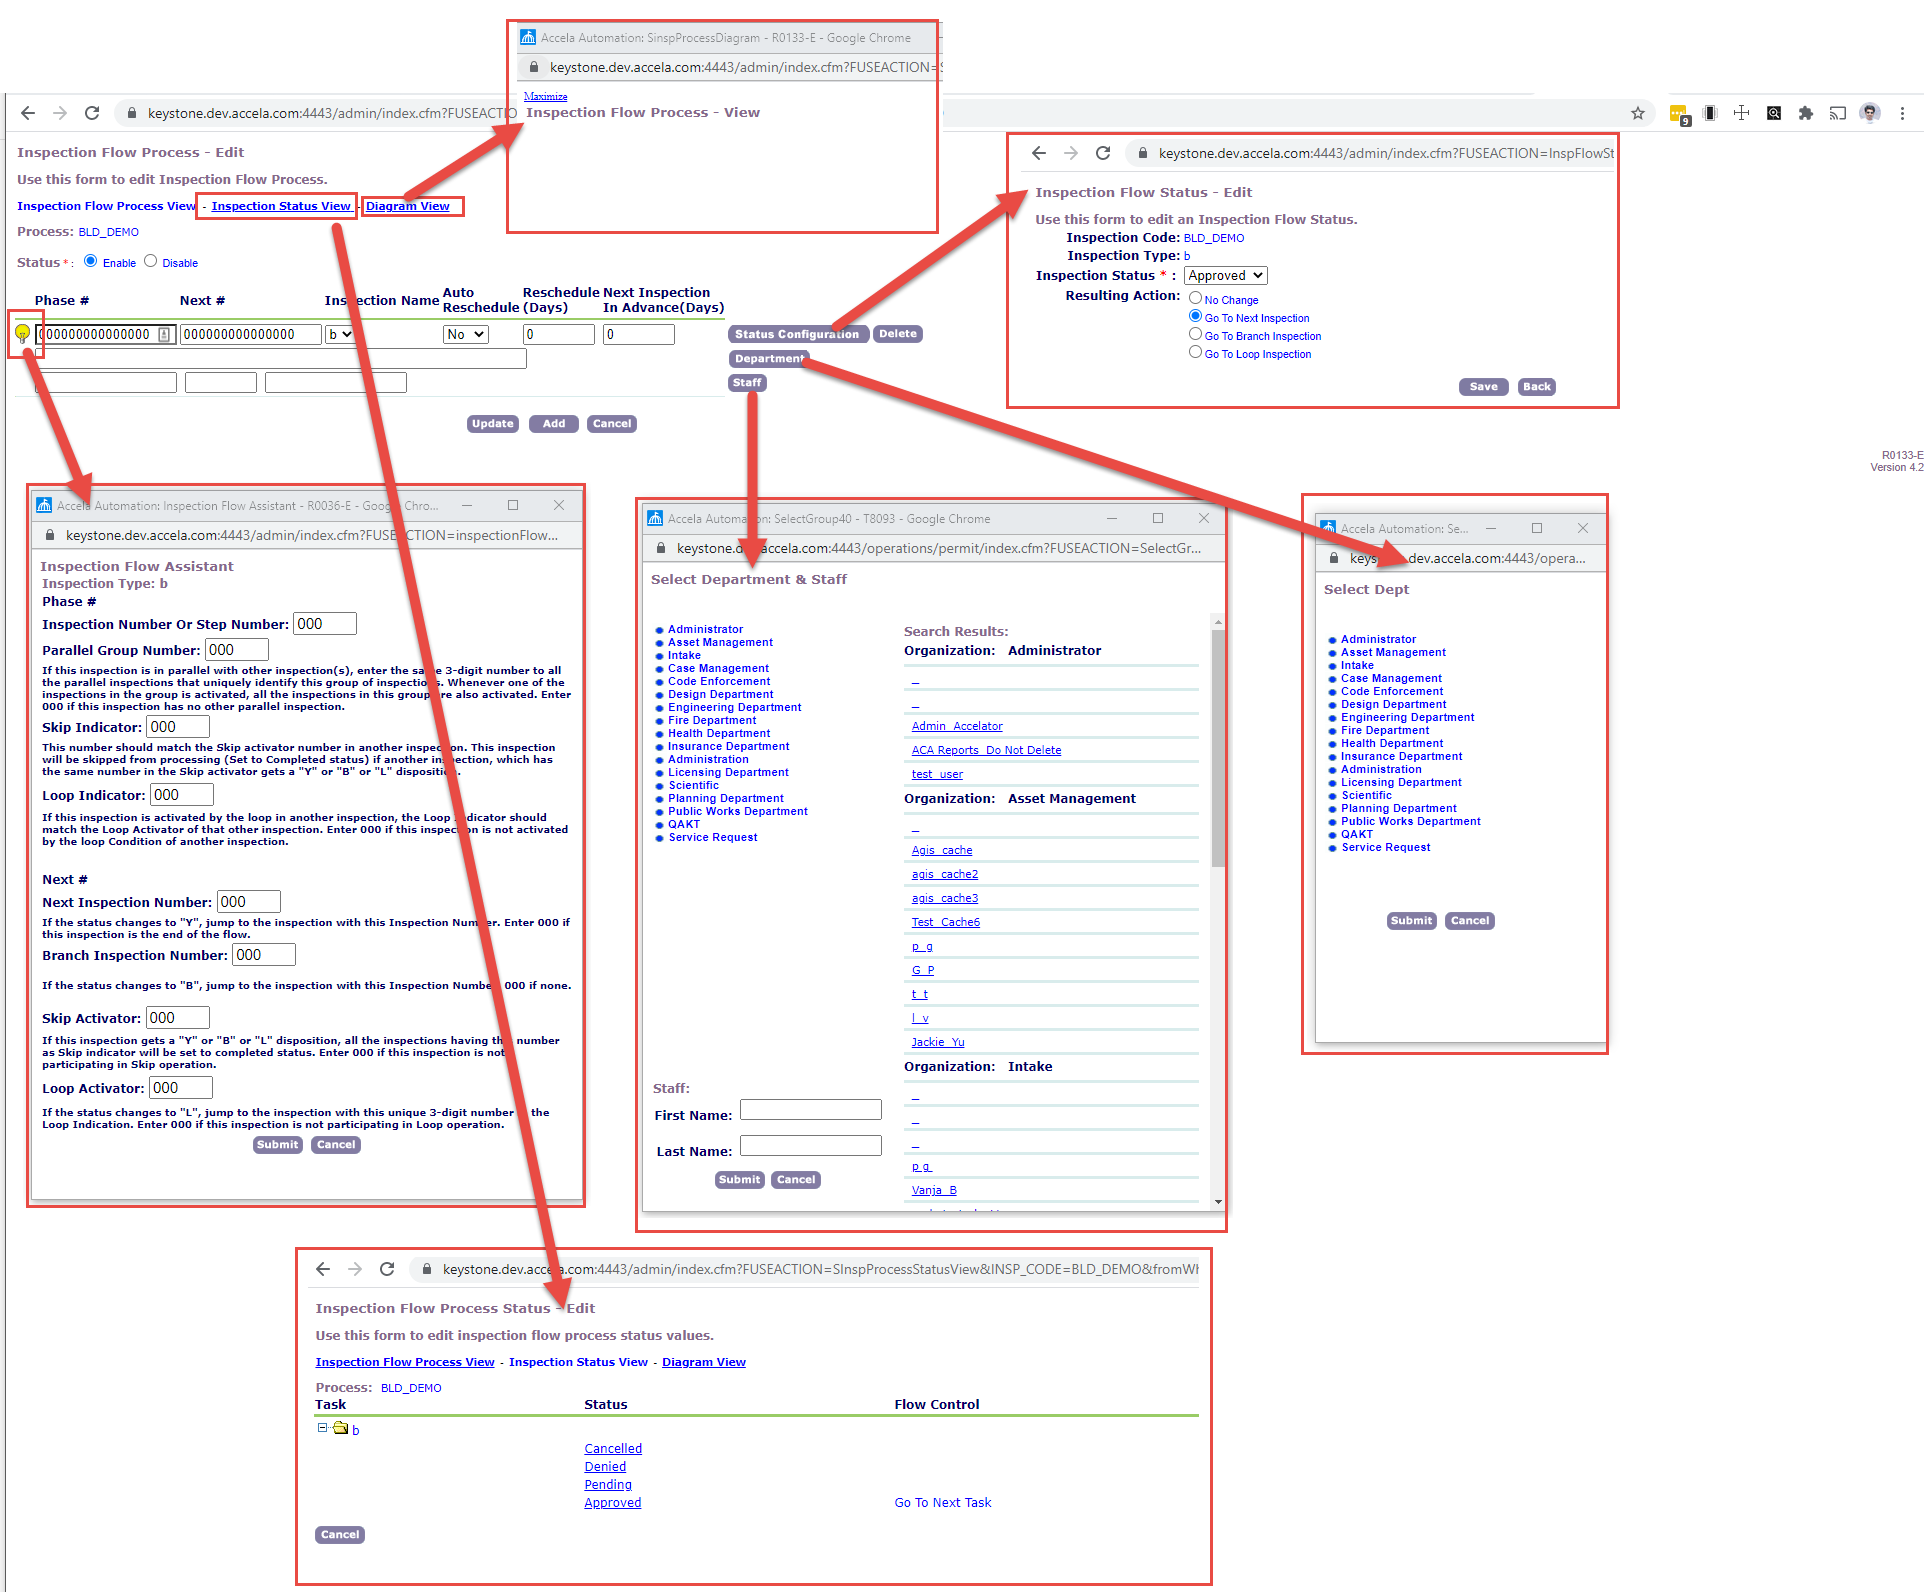 Accela Automation: SinspProcessDiagram - R0133-E - Google Chrome
keystone.dev.accela.com:4443/admin/index.cfm?FUSEACTION=S
Maximize
Inspection Flow Process - View
keystone.dev.accela.com:4443/admin/index.cfm?FUSEACTIO
9
Inspection Flow Process - Edit
Use this form to edit Inspection Flow Process.
Inspection Flow Process View - Inspection Status View - Diagram View
Process: BLD_DEMO
Status * : Enable Disable
Phase # Next # Inspection Name Auto Reschedule Reschedule (Days) Next Inspection In Advance(Days)
000000000000000 000000000000000 b No 0 0 Status Configuration Delete
Department
Staff
Update Add Cancel
keystone.dev.accela.com:4443/admin/index.cfm?FUSEACTION=InspFlowSt
Inspection Flow Status - Edit
Use this form to edit an Inspection Flow Status.
Inspection Code: BLD_DEMO
Inspection Type: b
Inspection Status * : Approved
Resulting Action: No Change
Go To Next Inspection
Go To Branch Inspection
Go To Loop Inspection
Save Back
R0133-E
Version 4.2
Accela Automation: Inspection Flow Assistant - R0036-E - Google Chro...
keystone.dev.accela.com:4443/admin/index.cfm?FUSEACTION=inspectionFlow...
Inspection Flow Assistant
Inspection Type: b
Phase #
Inspection Number Or Step Number: 000
Parallel Group Number: 000
If this inspection is in parallel with other inspection(s), enter the same 3-digit number to all
the parallel inspections that uniquely identify this group of inspections. Whenever one of the
inspections in the group is activated, all the inspections in this group are also activated. Enter
000 if this inspection has no other parallel inspection.
Skip Indicator: 000
This number should match the Skip activator number in another inspection. This inspection
will be skipped from processing (Set to Completed status) if another inspection, which has
the same number in the Skip activator gets a "Y" or "B" or "L" disposition.
Loop Indicator: 000
If this inspection is activated by the loop in another inspection, the Loop Indicator should
match the Loop Activator of that other inspection. Enter 000 if this inspection is not activated
by the loop Condition of another inspection.
Next #
Next Inspection Number: 000
If the status changes to "Y", jump to the inspection with this Inspection Number. Enter 000 if
this inspection is the end of the flow.
Branch Inspection Number: 000
If the status changes to "B", jump to the inspection with this Inspection Number. 000 if none.
Skip Activator: 000
If this inspection gets a "Y" or "B" or "L" disposition, all the inspections having this number
as Skip indicator will be set to completed status. Enter 000 if this inspection is not
participating in Skip operation.
Loop Activator: 000
If the status changes to "L", jump to the inspection with this unique 3-digit number in the
Loop Indication. Enter 000 if this inspection is not participating in Loop operation.
Submit Cancel
Accela Automation: SelectGroup40 - T8093 - Google Chrome
keystone.dev.accela.com:4443/operations/permit/index.cfm?FUSEACTION=SelectGr...
Select Department & Staff
Administrator
Asset Management
Intake
Case Management
Code Enforcement
Design Department
Engineering Department
Fire Department
Health Department
Insurance Department
Administration
Licensing Department
Scientific
Planning Department
Public Works Department
QAKT
Service Request
Staff:
First Name:
Last Name:
Submit Cancel
Search Results:
Organization: Administrator
_
_
Admin_Accelator
ACA Reports_Do Not Delete
test_user
Organization: Asset Management
_
Agis_cache
agis_cache2
agis_cache3
Test_Cache6
p_g
G_P
t_t
l_v
Jackie_Yu
Organization: Intake
_
_
_
p g_
Vanja_B
Accela Automation: Se...
keystone.dev.accela.com:4443/opera...
Select Dept
Administrator
Asset Management
Intake
Case Management
Code Enforcement
Design Department
Engineering Department
Fire Department
Health Department
Insurance Department
Administration
Licensing Department
Scientific
Planning Department
Public Works Department
QAKT
Service Request
Submit Cancel
keystone.dev.accela.com:4443/admin/index.cfm?FUSEACTION=SInspProcessStatusView&INSP_CODE=BLD_DEMO&fromWh
Inspection Flow Process Status - Edit
Use this form to edit inspection flow process status values.
Inspection Flow Process View - Inspection Status View - Diagram View
Process: BLD_DEMO
Task Status Flow Control
b
Cancelled
Denied
Pending
Approved Go To Next Task
Cancel